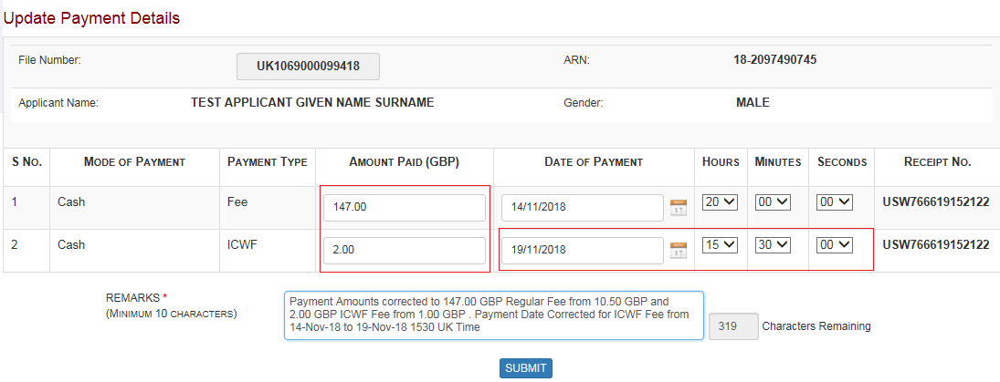 Update Payment Details
File Number: UK1069000099418 ARN: 18-2097490745
Applicant Name: TEST APPLICANT GIVEN NAME SURNAME Gender: MALE
S NO. MODE OF PAYMENT PAYMENT TYPE AMOUNT PAID (GBP) DATE OF PAYMENT HOURS MINUTES SECONDS RECEIPT NO.
1 Cash Fee 147.00 14/11/2018 17 20 00 00 USW766619152122
2 Cash ICWF 2.00 19/11/2018 17 15 30 00 USW766619152122
REMARKS *
(MINIMUM 10 CHARACTERS)
Payment Amounts corrected to 147.00 GBP Regular Fee from 10.50 GBP and
2.00 GBP ICWF Fee from 1.00 GBP . Payment Date Corrected for ICWF Fee from
14-Nov-18 to 19-Nov-18 1530 UK Time
319 Characters Remaining
SUBMIT